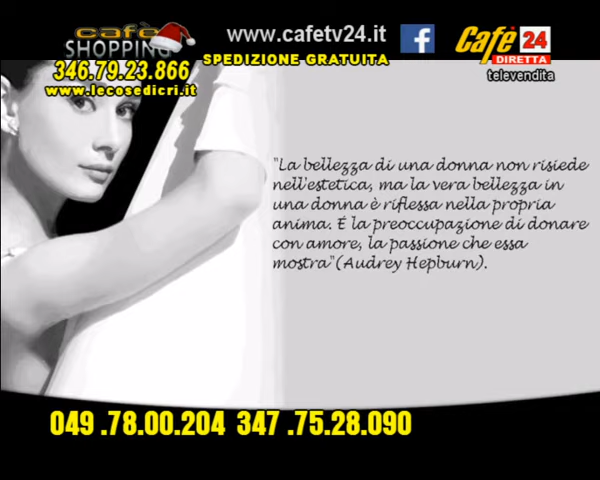 cafè
SHOPPING
346.79.23.866
www.lecosedicri.it
www.cafetv24.it
f
SPEDIZIONE GRATUITA
Cafè 24
DIRETTA
televendita
"La bellezza di una donna non risiede
nell'estetica, ma la vera bellezza in
una donna è riflessa nella propria
anima. É la preoccupazione di donare
con amore, la passione che essa
mostra"(Audrey Hepburn).
049 .78.00.204 347 .75.28.090